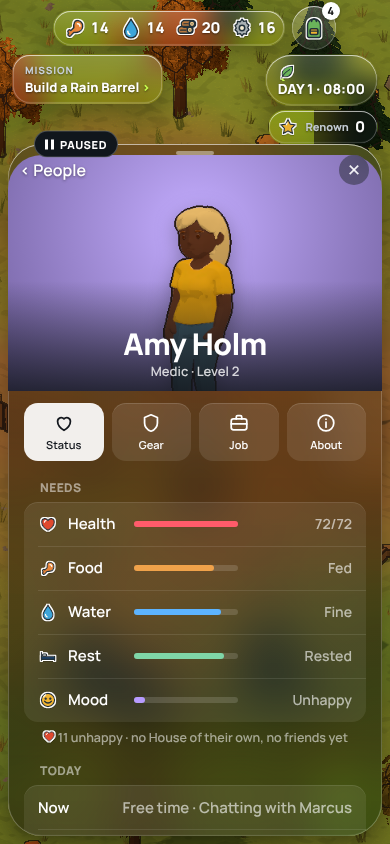 14 14 20 16 4
MISSION
Build a Rain Barrel ›
DAY 1 · 08:00
Renown 0
PAUSED
‹ People
Amy Holm
Medic · Level 2
Status Gear Job About
NEEDS
Health 72/72
Food Fed
Water Fine
Rest Rested
Mood Unhappy
11 unhappy · no House of their own, no friends yet
TODAY
Now Free time · Chatting with Marcus